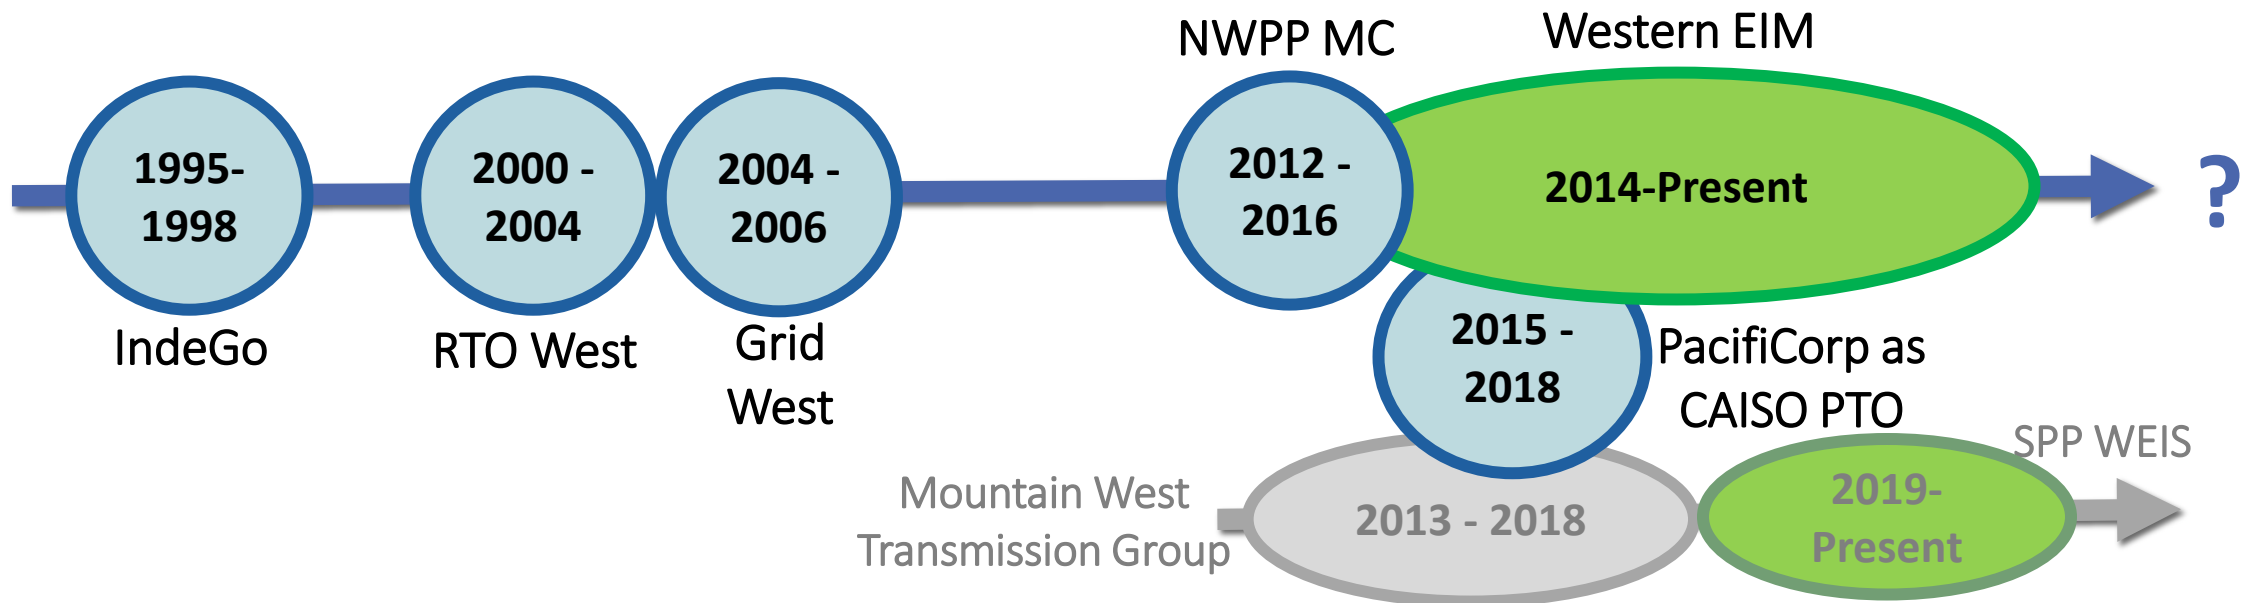 NWPP MC
Western EIM
1995-
1998
2000 -
2004
2004 -
2006
2012 -
2016
2014-Present
?
IndeGo
RTO West
Grid
West
2015 -
2018
PacifiCorp as
CAISO PTO
SPP WEIS
Mountain West
Transmission Group
2013 - 2018
2019-
Present